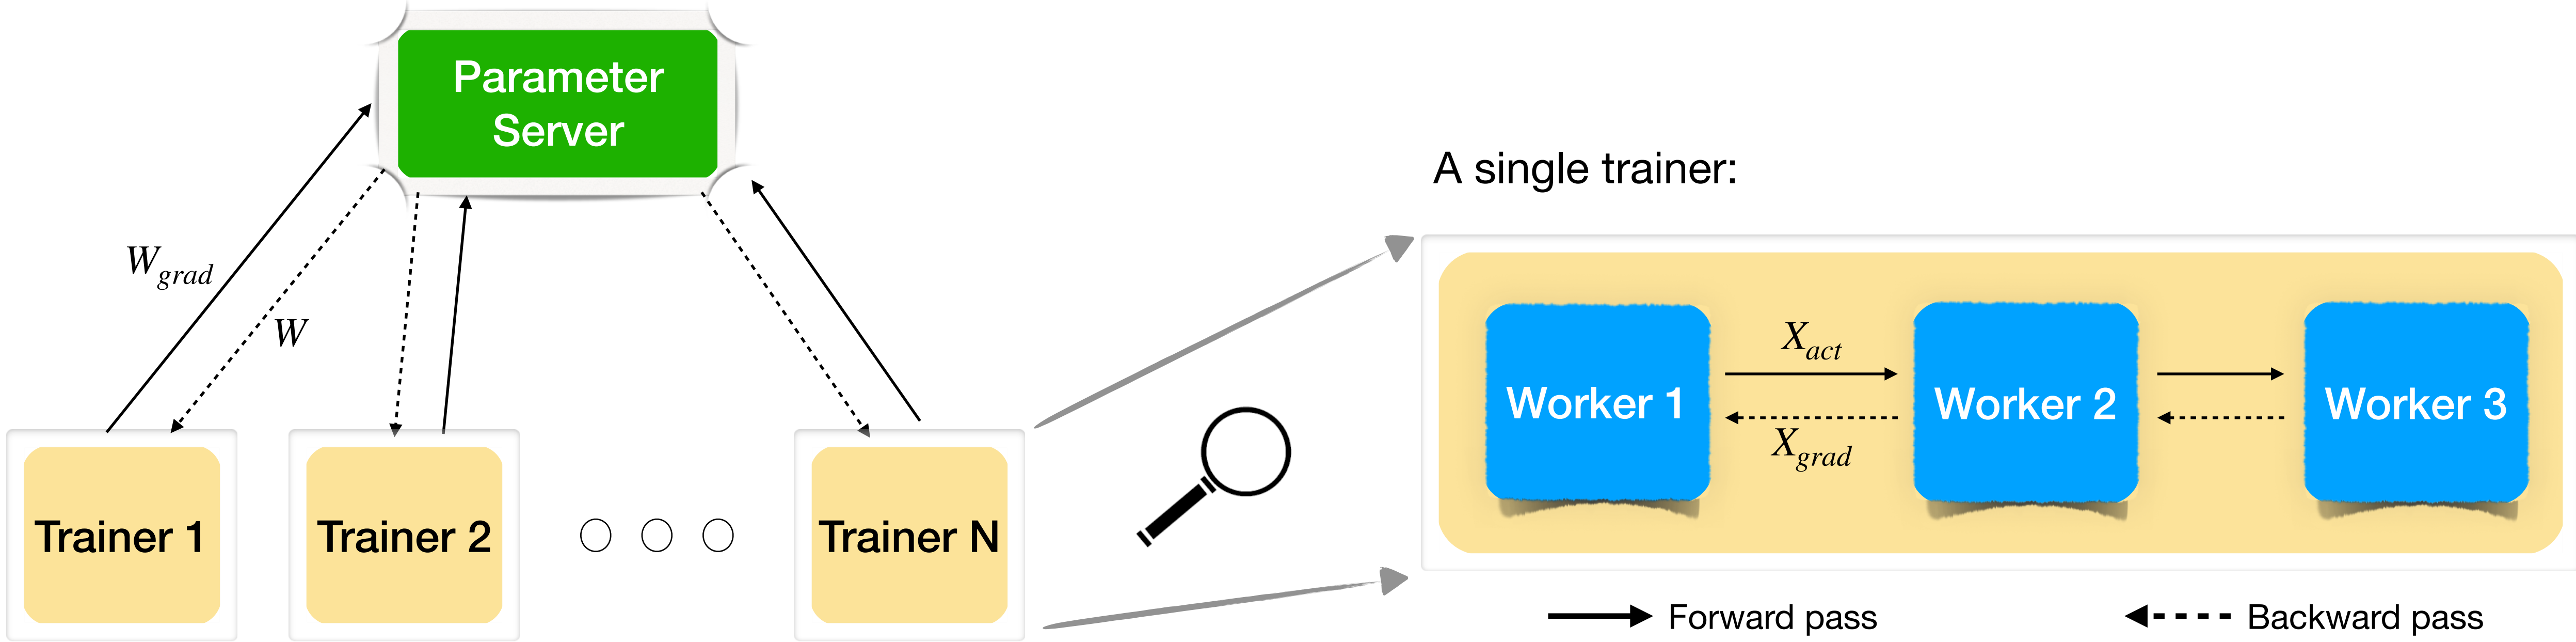 Parameter
Server
W_grad
W
Trainer 1
Trainer 2
Trainer N
A single trainer:
Worker 1
X_act
X_grad
Worker 2
Worker 3
Forward pass
Backward pass